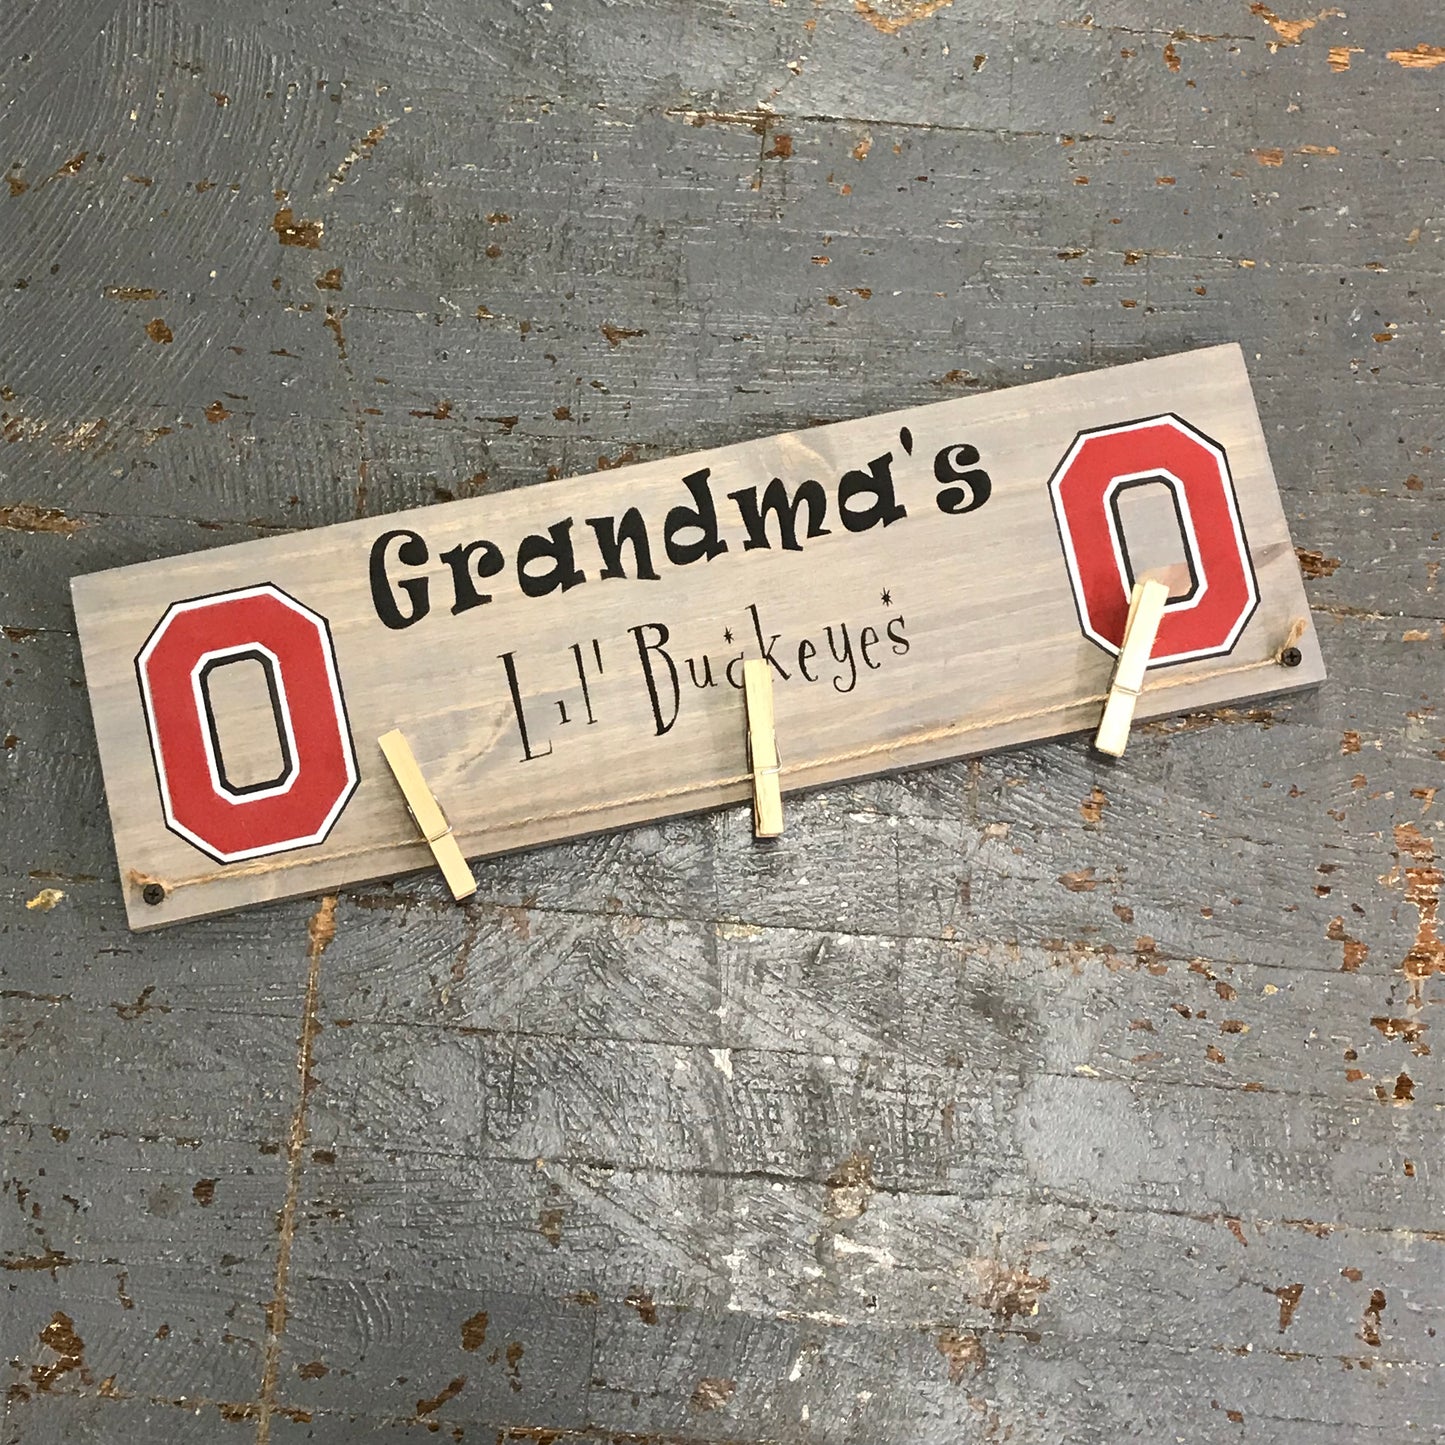 Grandma's
Lil' Buckeyes
O
O